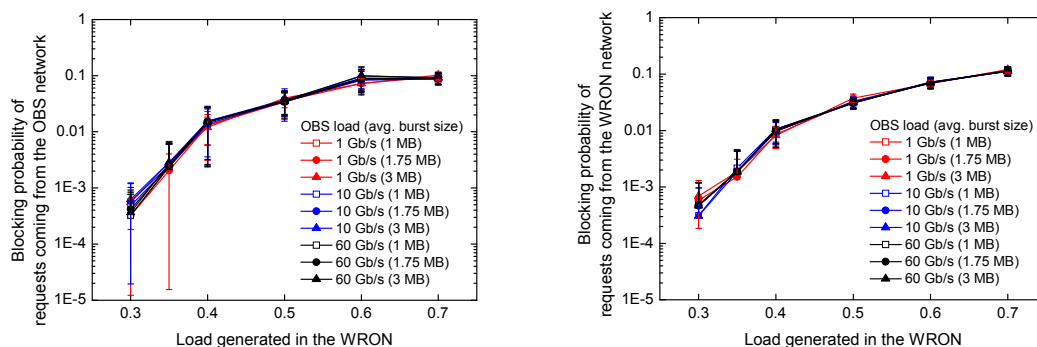 Blocking probability of
requests coming from the OBS network
1
0.1
0.01
1E-3
1E-4
1E-5
OBS load (avg. burst size)
1 Gb/s (1 MB)
1 Gb/s (1.75 MB)
1 Gb/s (3 MB)
10 Gb/s (1 MB)
10 Gb/s (1.75 MB)
10 Gb/s (3 MB)
60 Gb/s (1 MB)
60 Gb/s (1.75 MB)
60 Gb/s (3 MB)
0.3 0.4 0.5 0.6 0.7
Load generated in the WRON
Blocking probability of
requests coming from the WRON network
1
0.1
0.01
1E-3
1E-4
1E-5
OBS load (avg. burst size)
1 Gb/s (1 MB)
1 Gb/s (1.75 MB)
1 Gb/s (3 MB)
10 Gb/s (1 MB)
10 Gb/s (1.75 MB)
10 Gb/s (3 MB)
60 Gb/s (1 MB)
60 Gb/s (1.75 MB)
60 Gb/s (3 MB)
0.3 0.4 0.5 0.6 0.7
Load generated in the WRON